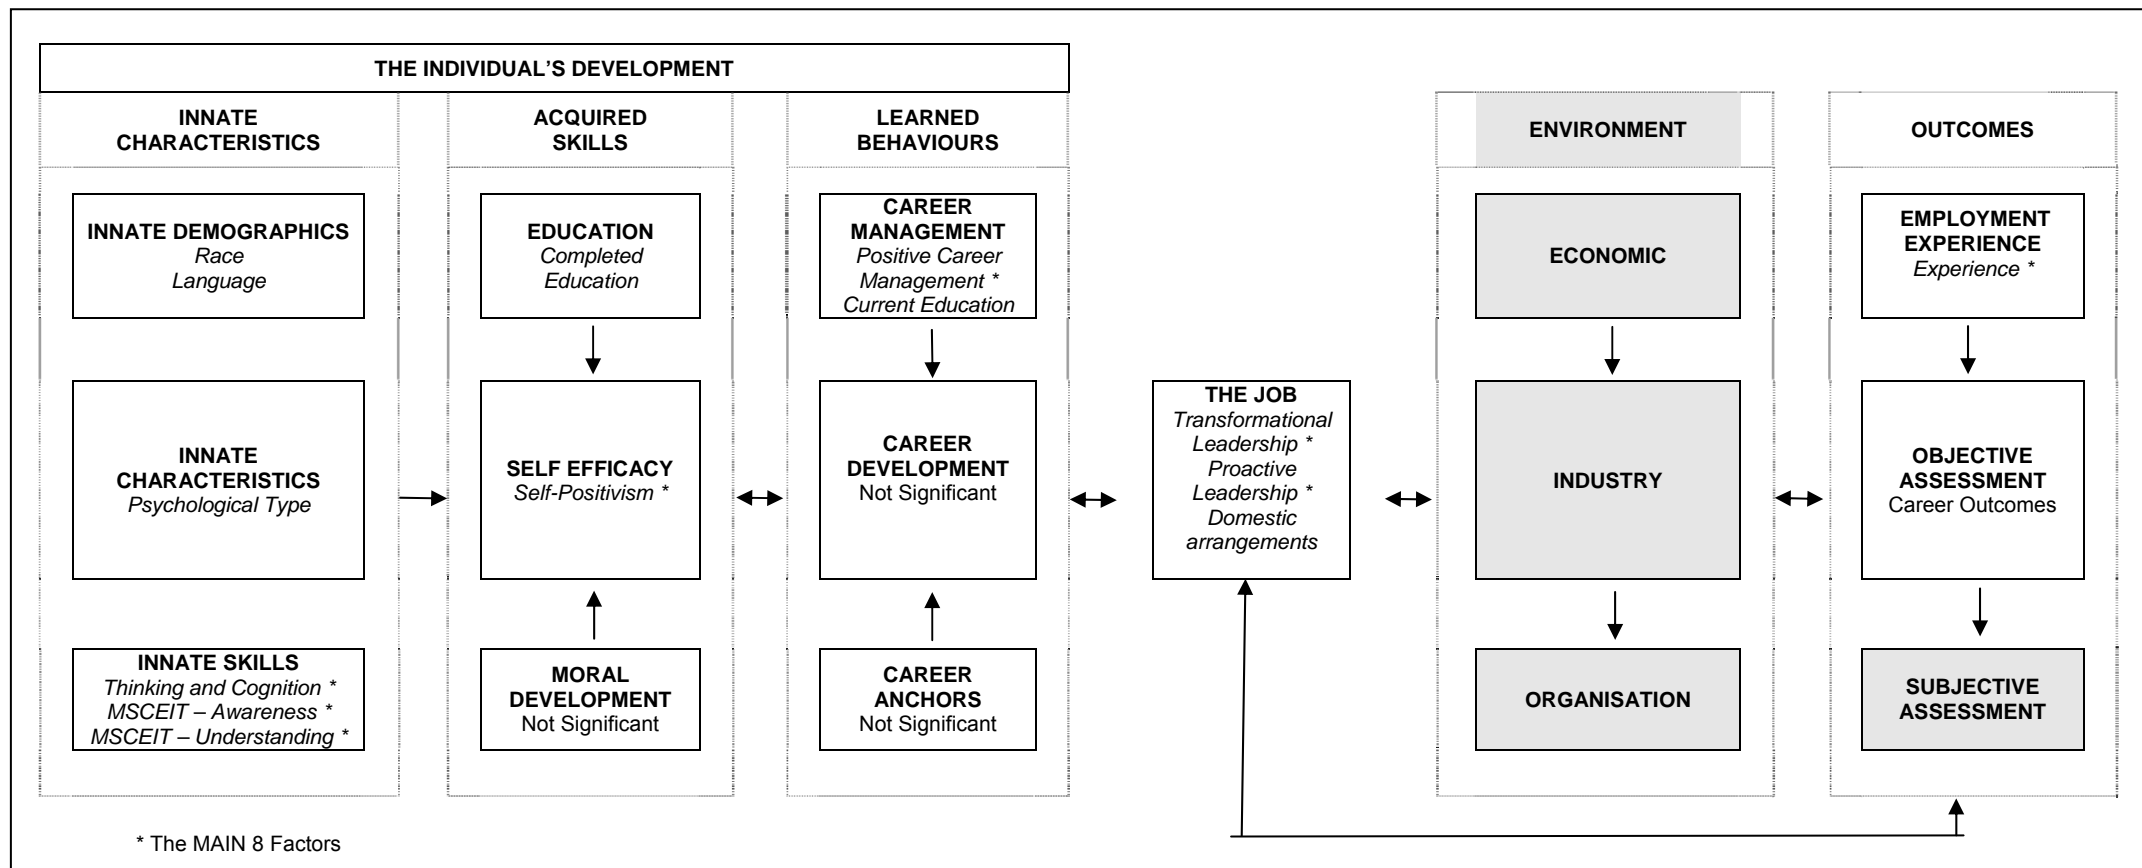 THE INDIVIDUAL'S DEVELOPMENT
INNATE
CHARACTERISTICS
INNATE DEMOGRAPHICS
Race
Language
INNATE
CHARACTERISTICS
Psychological Type
INNATE SKILLS
Thinking and Cognition *
MSCEIT – Awareness *
MSCEIT – Understanding *
ACQUIRED
SKILLS
EDUCATION
Completed
Education
SELF EFFICACY
Self-Positivism *
MORAL
DEVELOPMENT
Not Significant
LEARNED
BEHAVIOURS
CAREER
MANAGEMENT
Positive Career
Management *
Current Education
CAREER
DEVELOPMENT
Not Significant
CAREER
ANCHORS
Not Significant
THE JOB
Transformational
Leadership *
Proactive
Leadership *
Domestic
arrangements
ENVIRONMENT
ECONOMIC
INDUSTRY
ORGANISATION
OUTCOMES
EMPLOYMENT
EXPERIENCE
Experience *
OBJECTIVE
ASSESSMENT
Career Outcomes
SUBJECTIVE
ASSESSMENT
* The MAIN 8 Factors